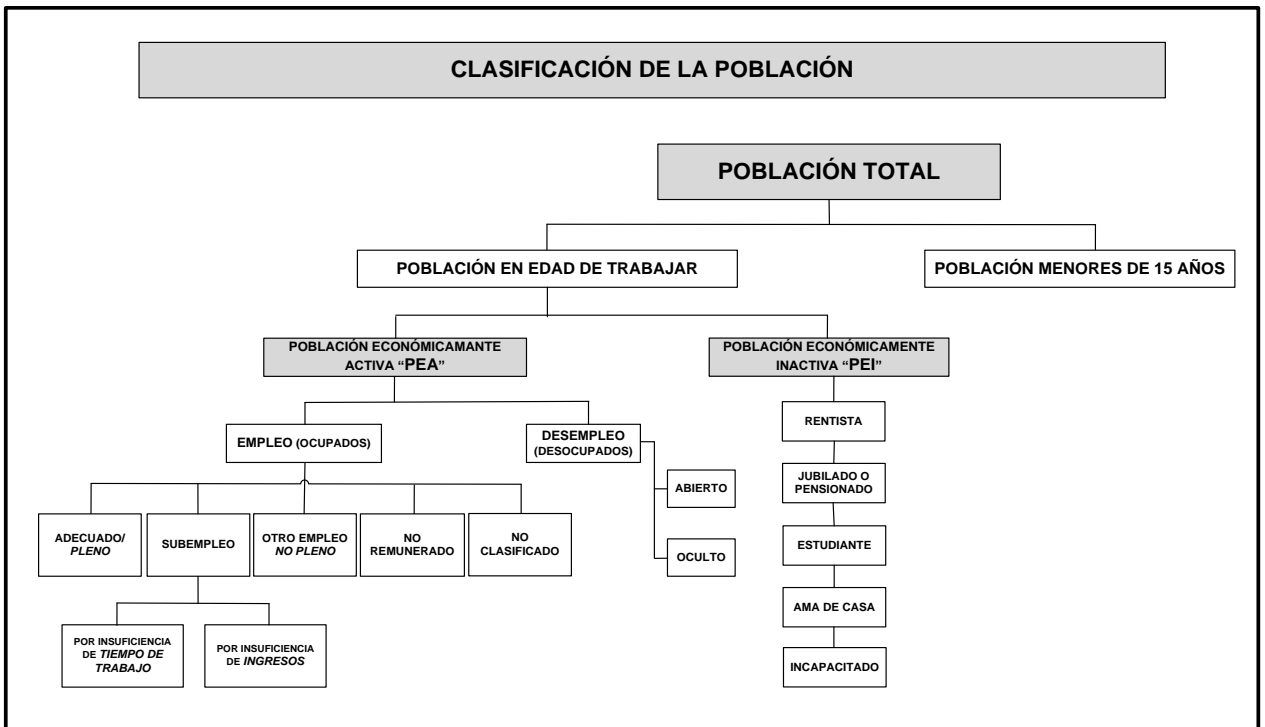 CLASIFICACIÓN DE LA POBLACIÓN
POBLACIÓN TOTAL
POBLACIÓN EN EDAD DE TRABAJAR
POBLACIÓN MENORES DE 15 AÑOS
POBLACIÓN ECONÓMICAMANTE
ACTIVA “PEA”
POBLACIÓN ECONÓMICAMENTE
INACTIVA “PEI”
EMPLEO (OCUPADOS)
DESEMPLEO
(DESOCUPADOS)
ABIERTO
OCULTO
ADECUADO/
PLENO
SUBEMPLEO
OTRO EMPLEO
NO PLENO
NO
REMUNERADO
NO
CLASIFICADO
POR INSUFICIENCIA
DE TIEMPO DE
TRABAJO
POR INSUFICIENCIA
DE INGRESOS
RENTISTA
JUBILADO O
PENSIONADO
ESTUDIANTE
AMA DE CASA
INCAPACITADO